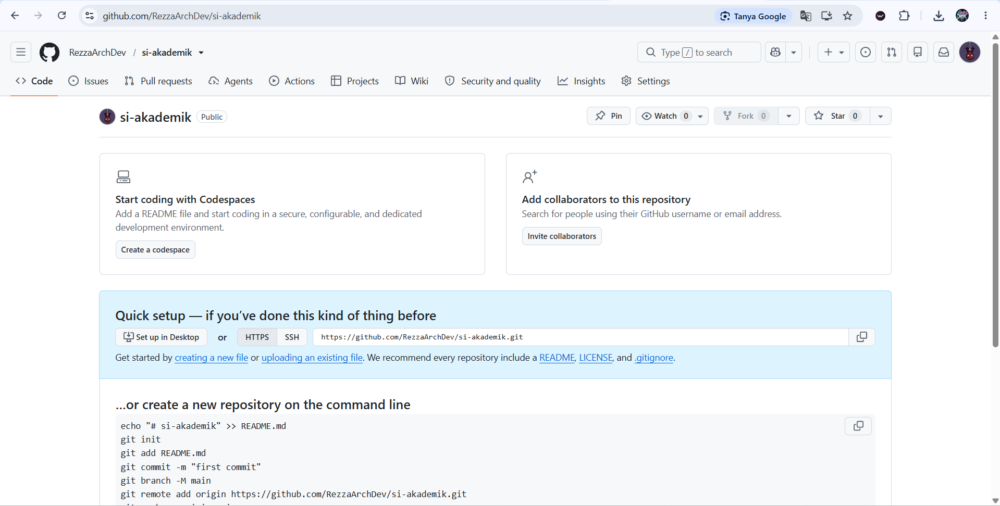 github.com/RezzaArchDev/si-akademik
Tanya Google
RezzaArchDev / si-akademik
Type / to search
Code
Issues
Pull requests
Agents
Actions
Projects
Wiki
Security and quality
Insights
Settings
si-akademik
Public
Pin
Watch 0
Fork 0
Star 0
Start coding with Codespaces
Add a README file and start coding in a secure, configurable, and dedicated
development environment.
Create a codespace
Add collaborators to this repository
Search for people using their GitHub username or email address.
Invite collaborators
Quick setup — if you’ve done this kind of thing before
Set up in Desktop or HTTPS SSH https://github.com/RezzaArchDev/si-akademik.git
Get started by creating a new file or uploading an existing file. We recommend every repository include a README, LICENSE, and .gitignore.
…or create a new repository on the command line
echo "# si-akademik" >> README.md
git init
git add README.md
git commit -m "first commit"
git branch -M main
git remote add origin https://github.com/RezzaArchDev/si-akademik.git